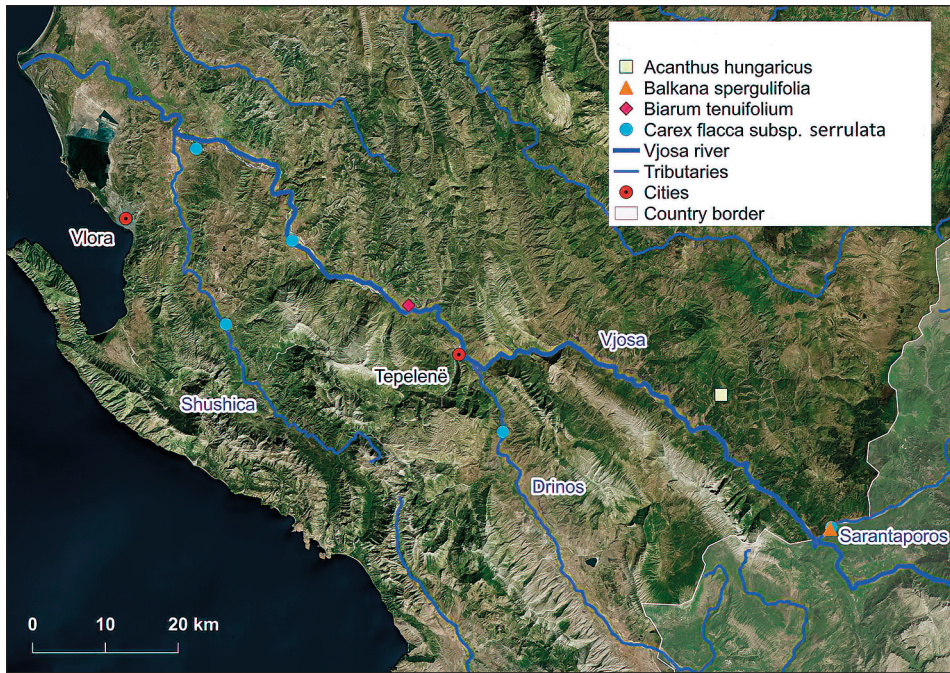 Acanthus hungaricus
Balkana spergulifolia
Biarum tenuifolium
Carex flacca subsp. serrulata
Vjosa river
Tributaries
Cities
Country border
Vlora
Vjosa
Tepelenë
Shushica
Drinos
Sarantaporos
0 10 20 km